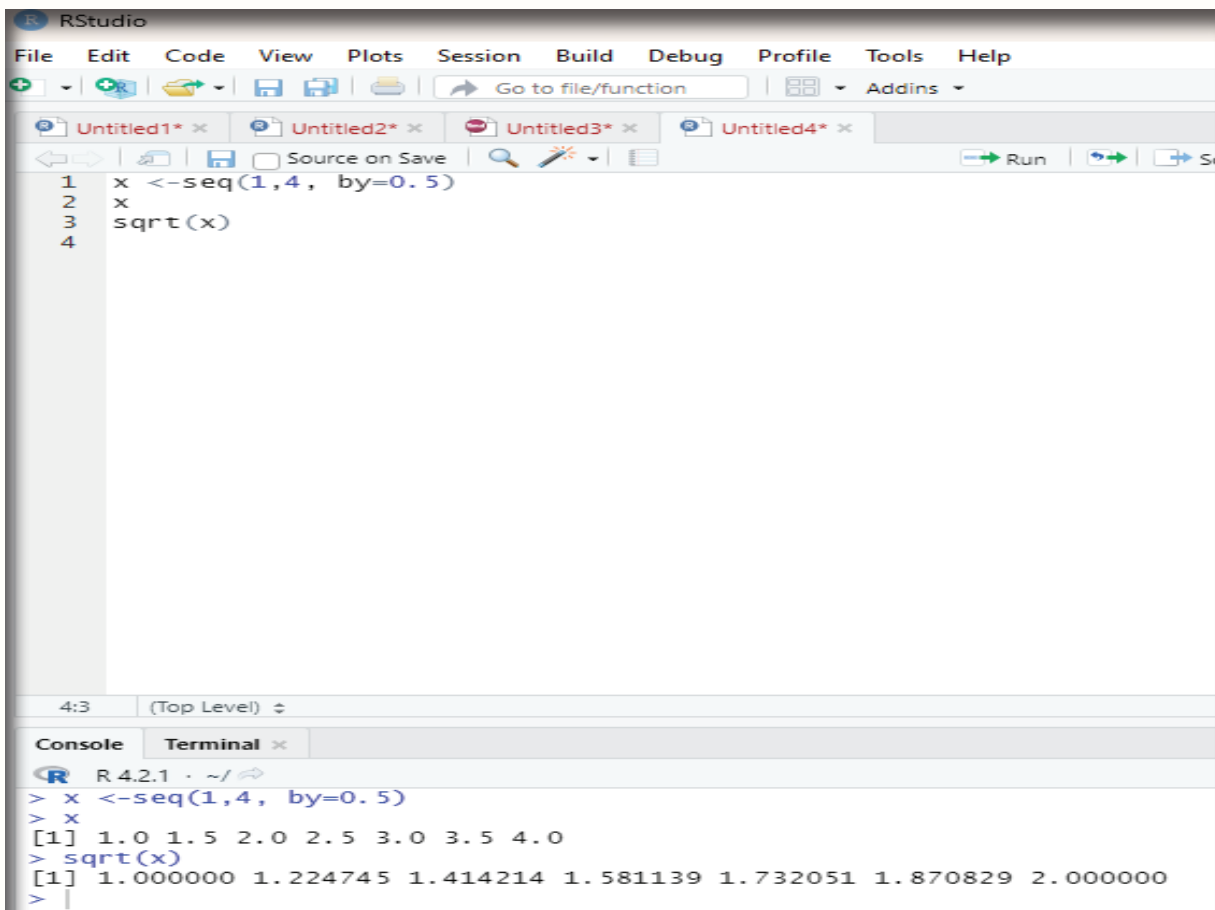 R RStudio
File Edit Code View Plots Session Build Debug Profile Tools Help
Go to file/function Addins
Untitled1* × Untitled2* × Untitled3* × Untitled4* ×
Source on Save Run
1 x <-seq(1,4, by=0.5)
2 x
3 sqrt(x)
4
4:3 (Top Level)
Console Terminal ×
R R 4.2.1 · ~/
> x <-seq(1,4, by=0.5)
> x
[1] 1.0 1.5 2.0 2.5 3.0 3.5 4.0
> sqrt(x)
[1] 1.000000 1.224745 1.414214 1.581139 1.732051 1.870829 2.000000
>